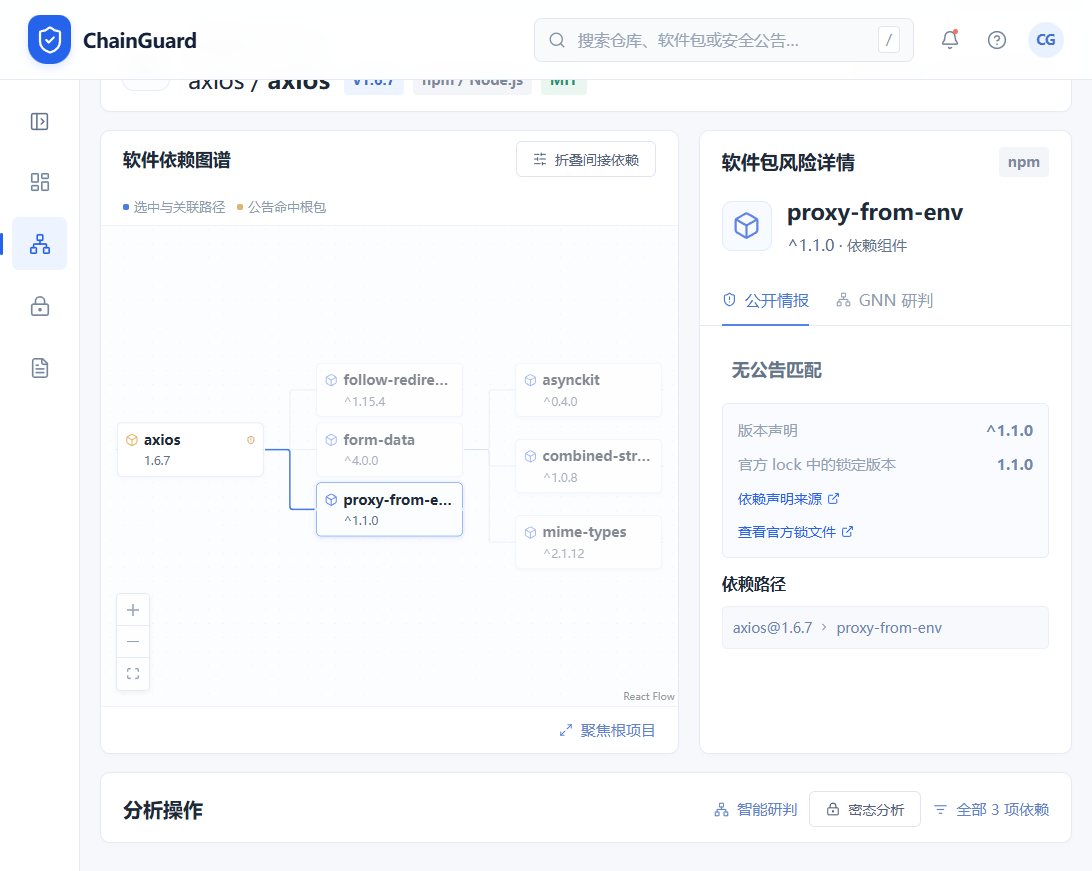 ChainGuard
搜索仓库、软件包或安全公告...
/
CG
axios / axios
v1.6.7
npm / Node.js
MIT
软件依赖图谱
折叠间接依赖
选中与关联路径
公告命中根包
axios
1.6.7
follow-redire...
^1.15.4
form-data
^4.0.0
proxy-from-e...
^1.1.0
asynckit
^0.4.0
combined-str...
^1.0.8
mime-types
^2.1.12
React Flow
聚焦根项目
软件包风险详情
npm
proxy-from-env
^1.1.0 · 依赖组件
公开情报
GNN 研判
无公告匹配
版本声明
^1.1.0
官方 lock 中的锁定版本
1.1.0
依赖声明来源
查看官方锁文件
依赖路径
axios@1.6.7 › proxy-from-env
分析操作
智能研判
密态分析
全部 3 项依赖